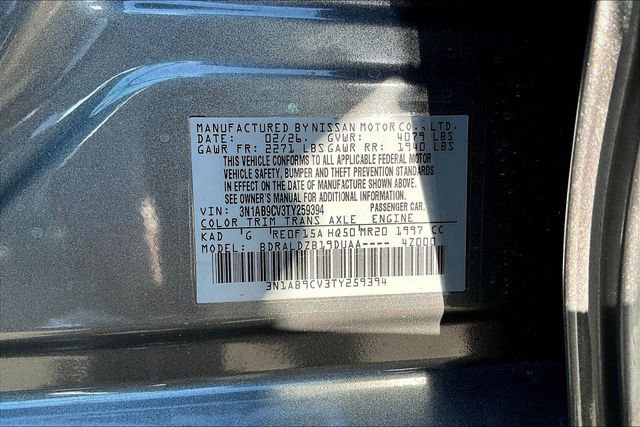 MANUFACTURED BY NISSAN MOTOR CO., LTD.
DATE: 02/26. GVWR: 4079 LBS
GAWR FR: 2271 LBS GAWR RR: 1940 LBS
THIS VEHICLE CONFORMS TO ALL APPLICABLE FEDERAL MOTOR
VEHICLE SAFETY, BUMPER AND THEFT PREVENTION STANDARDS
IN EFFECT ON THE DATE OF MANUFACTURE SHOWN ABOVE.
SEE OWNER'S MANUAL FOR ADDITIONAL INFORMATION.
VIN: 3N1AB9CV3TY259394 PASSENGER CAR.
COLOR TRIM TRANS AXLE ENGINE
KAD G RE0F15A HQ50 MR20 1997 CC
MODEL: BDRALDZB19DUAA---- 4Z000
3N1AB9CV3TY259394